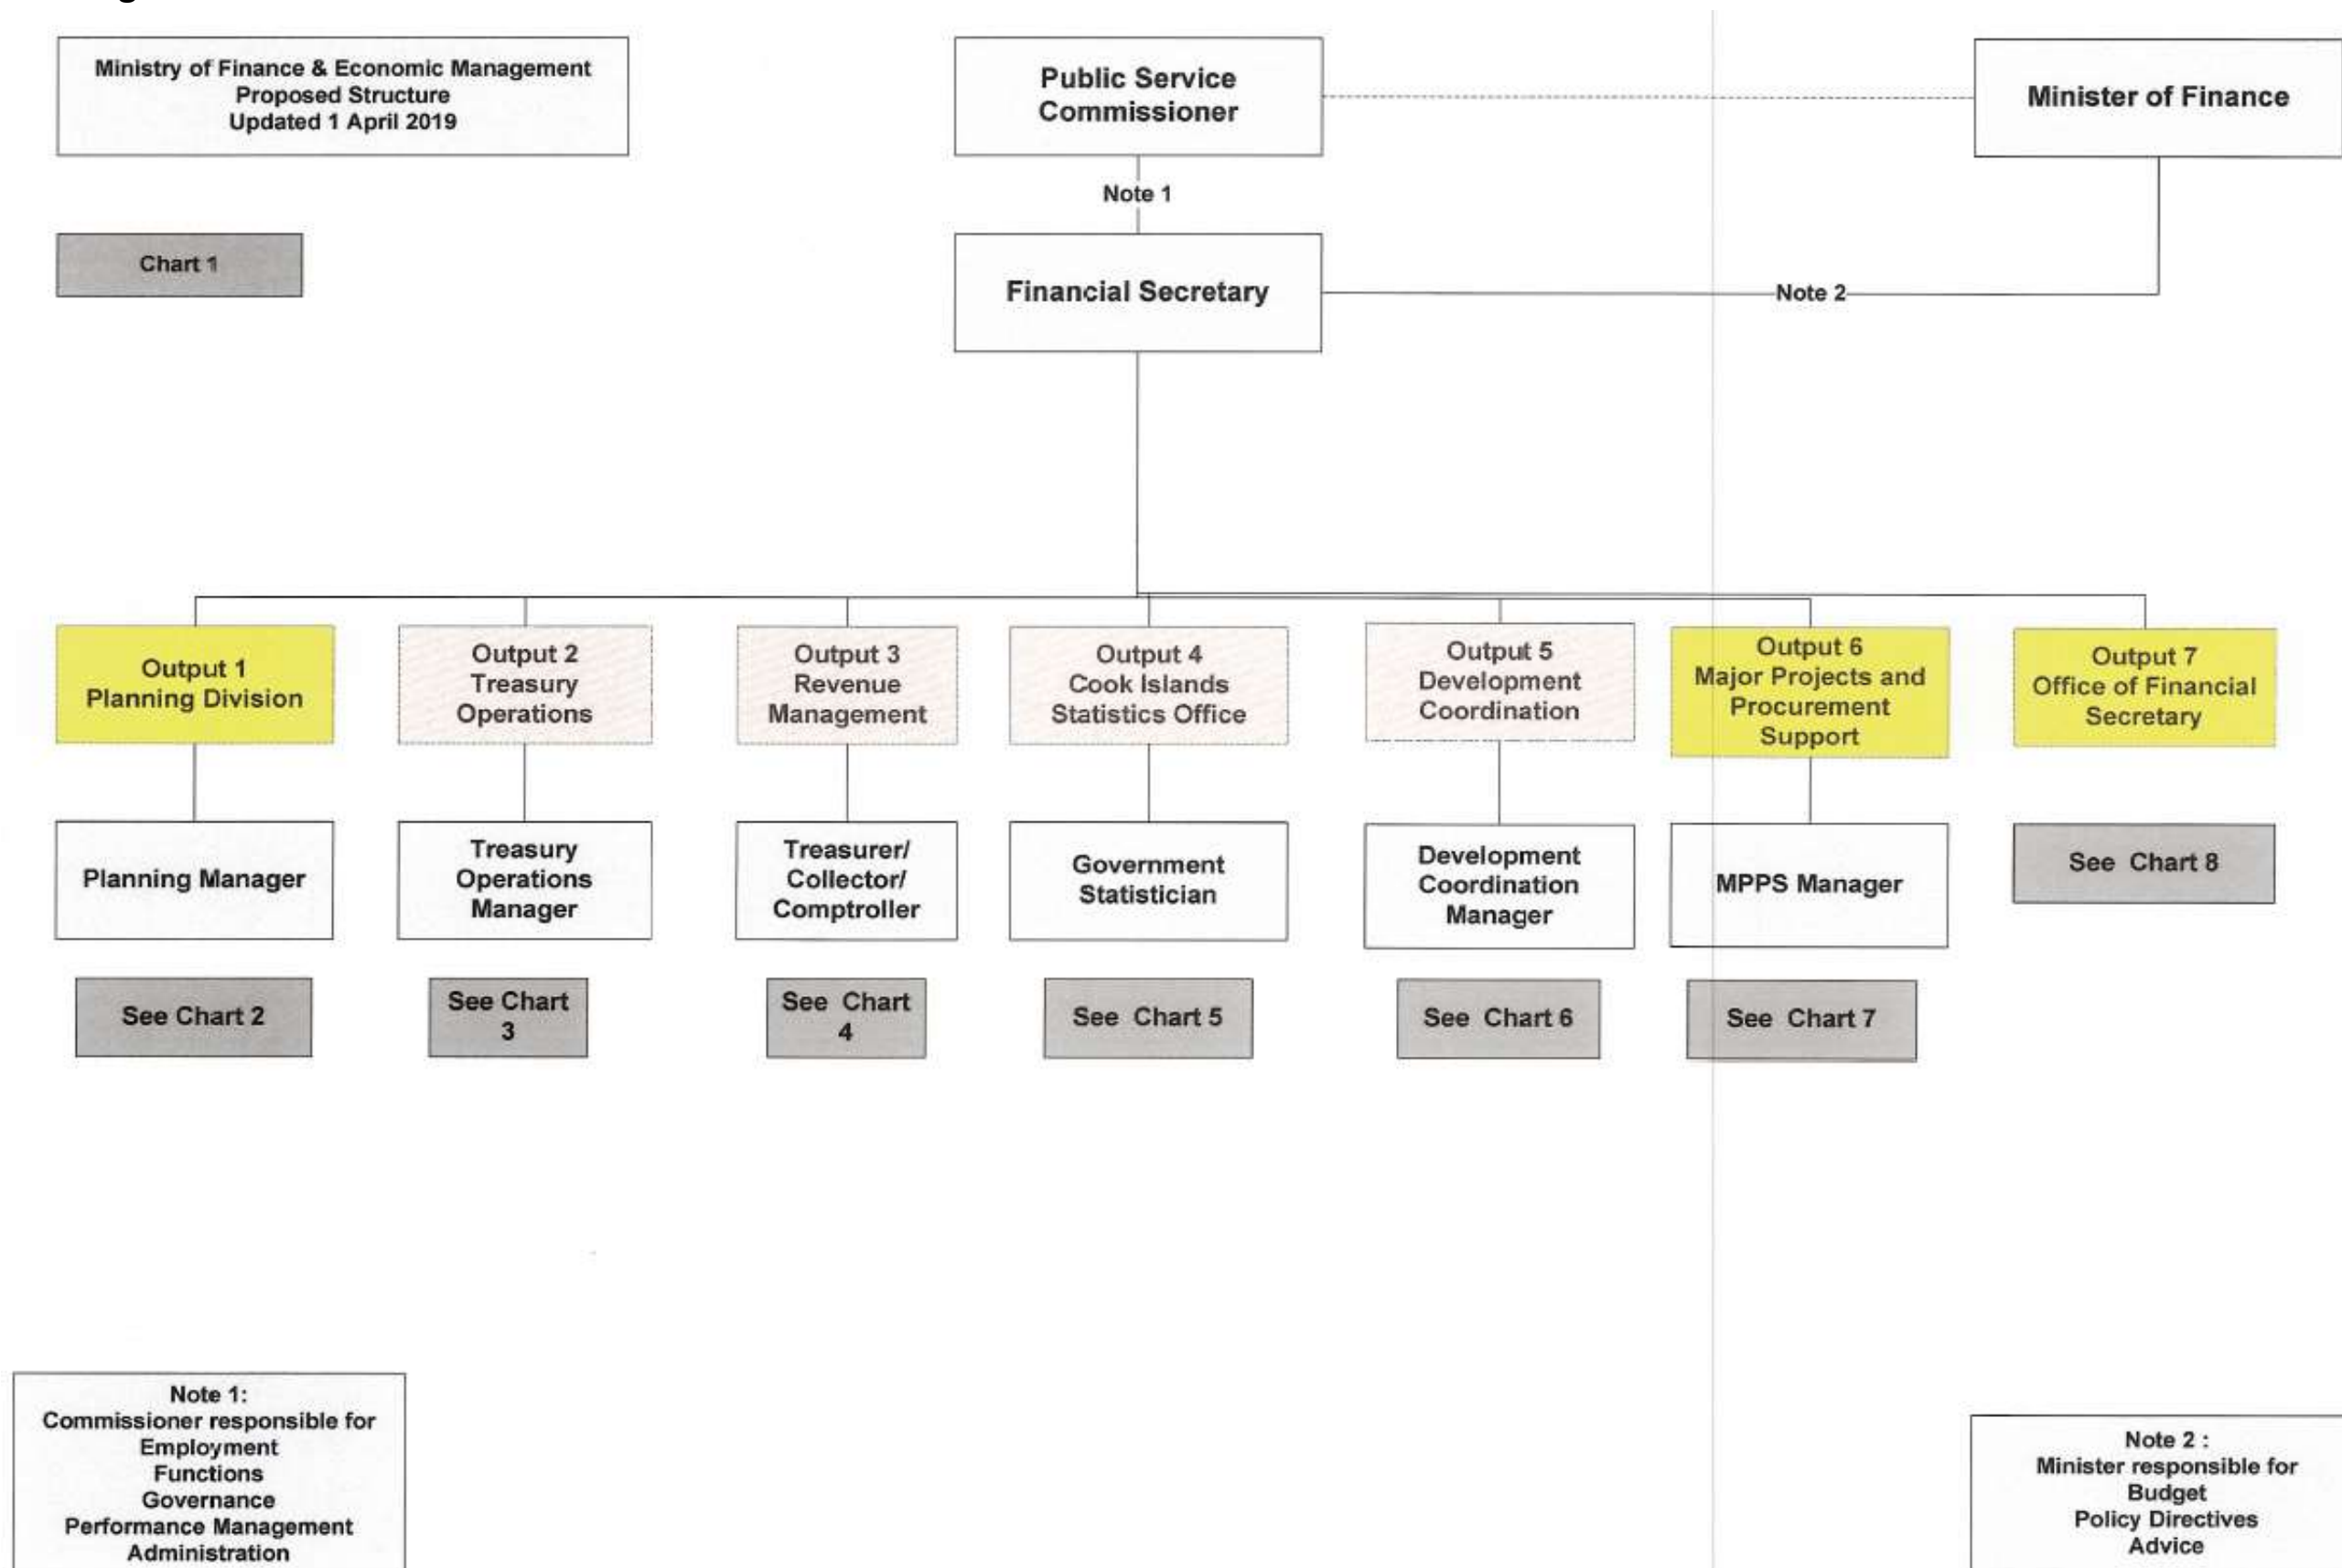 Ministry of Finance & Economic Management
Proposed Structure
Updated 1 April 2019
Public Service
Commissioner
Minister of Finance
Note 1
Chart 1
Financial Secretary
Note 2
Output 1
Planning Division
Output 2
Treasury
Operations
Output 3
Revenue
Management
Output 4
Cook Islands
Statistics Office
Output 5
Development
Coordination
Output 6
Major Projects and
Procurement
Support
Output 7
Office of Financial
Secretary
Planning Manager
Treasury
Operations
Manager
Treasurer/
Collector/
Comptroller
Government
Statistician
Development
Coordination
Manager
MPPS Manager
See Chart 8
See Chart 2
See Chart
3
See Chart
4
See Chart 5
See Chart 6
See Chart 7
Note 1:
Commissioner responsible for
Employment
Functions
Governance
Performance Management
Administration
Note 2 :
Minister responsible for
Budget
Policy Directives
Advice